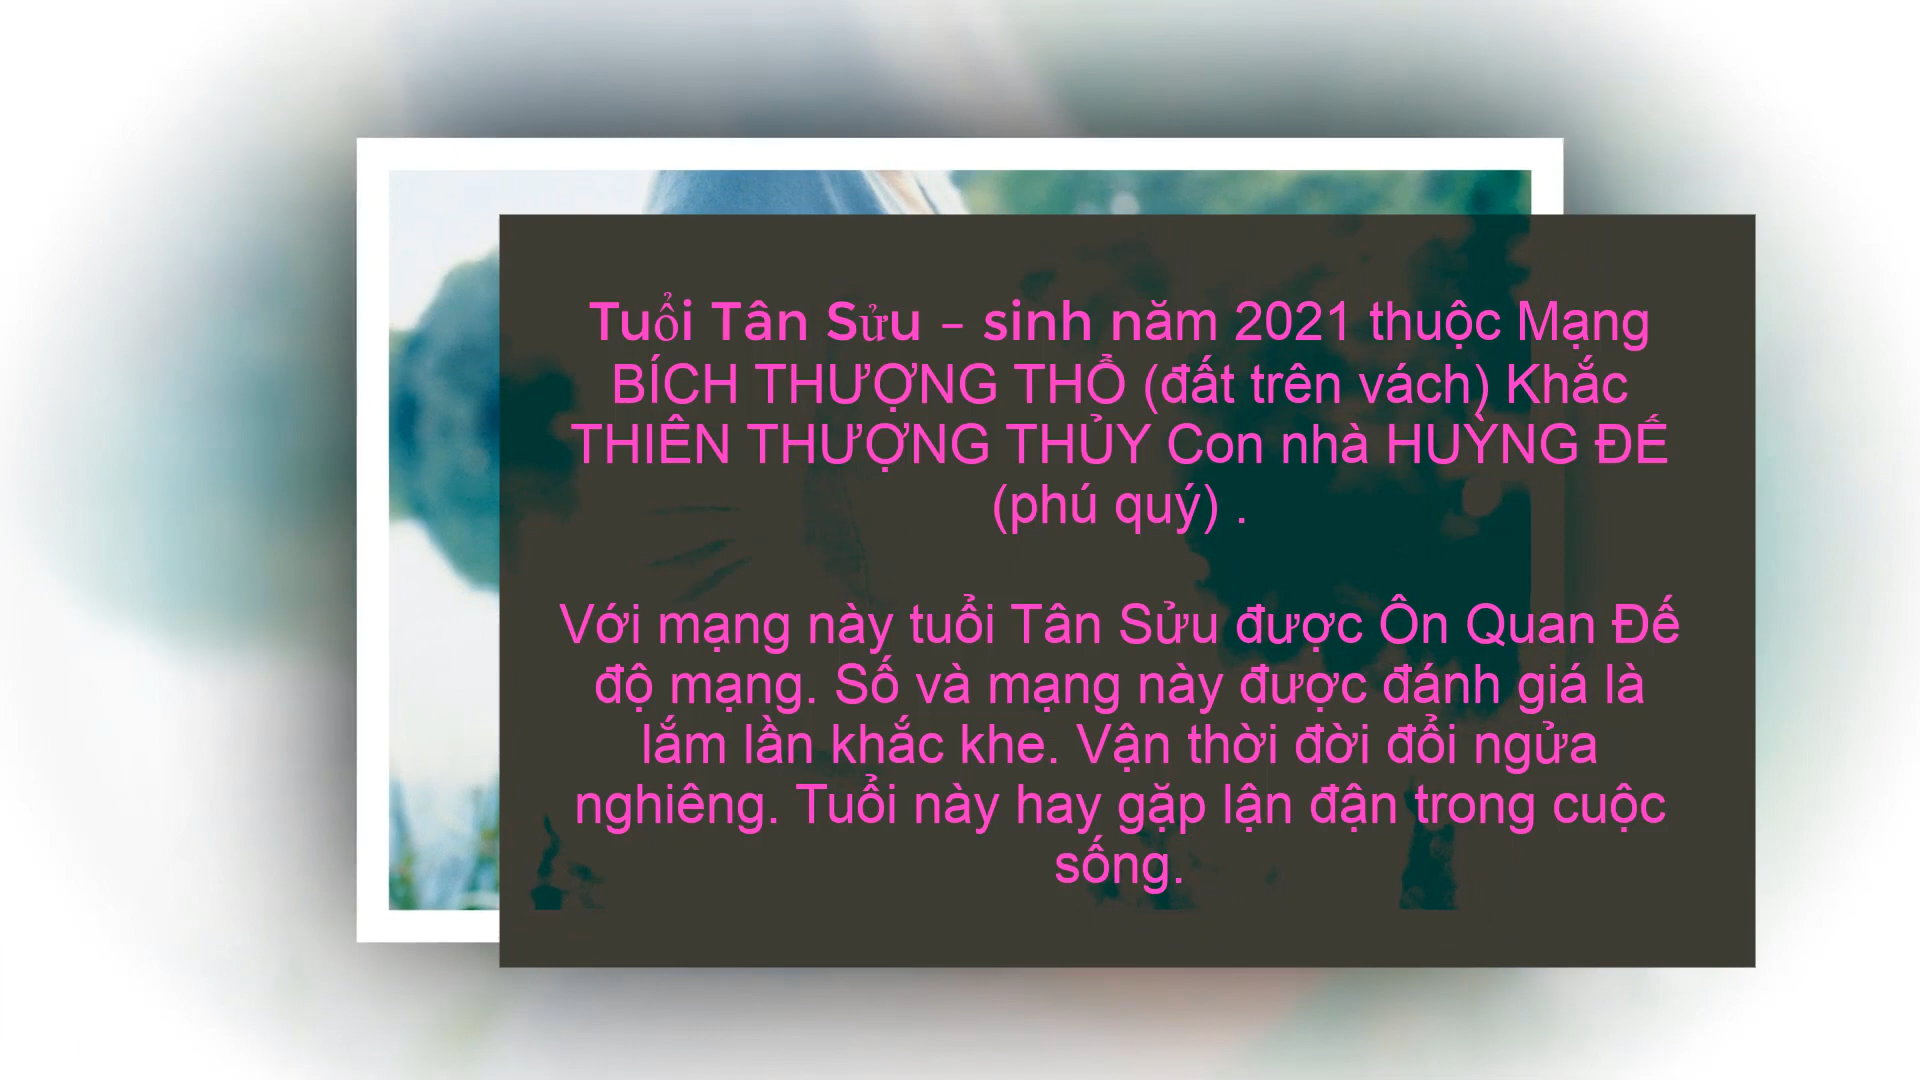 Tuổi Tân Sửu – sinh năm 2021 thuộc Mạng
BÍCH THƯỢNG THỔ (đất trên vách) Khắc
THIÊN THƯỢNG THỦY Con nhà HUỲNG ĐẾ
(phú quý) .
Với mạng này tuổi Tân Sửu được Ôn Quan Đế
độ mạng. Số và mạng này được đánh giá là
lắm lần khắc khe. Vận thời đời đổi ngửa
nghiêng. Tuổi này hay gặp lận đận trong cuộc
sống.